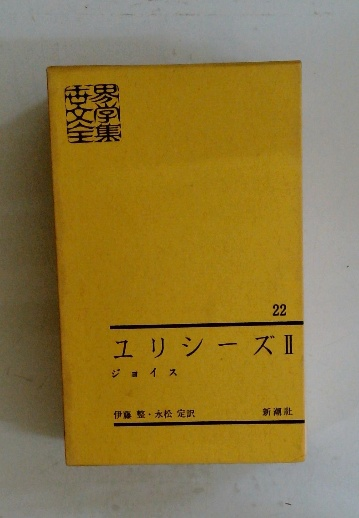 世界
文学
全集
22
ユリシーズⅡ
ジョイス
伊藤 整・永松 定訳 新潮社